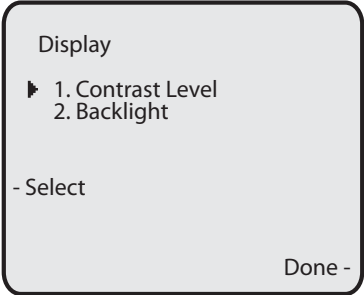 Display
1. Contrast Level
2. Backlight
- Select
Done -